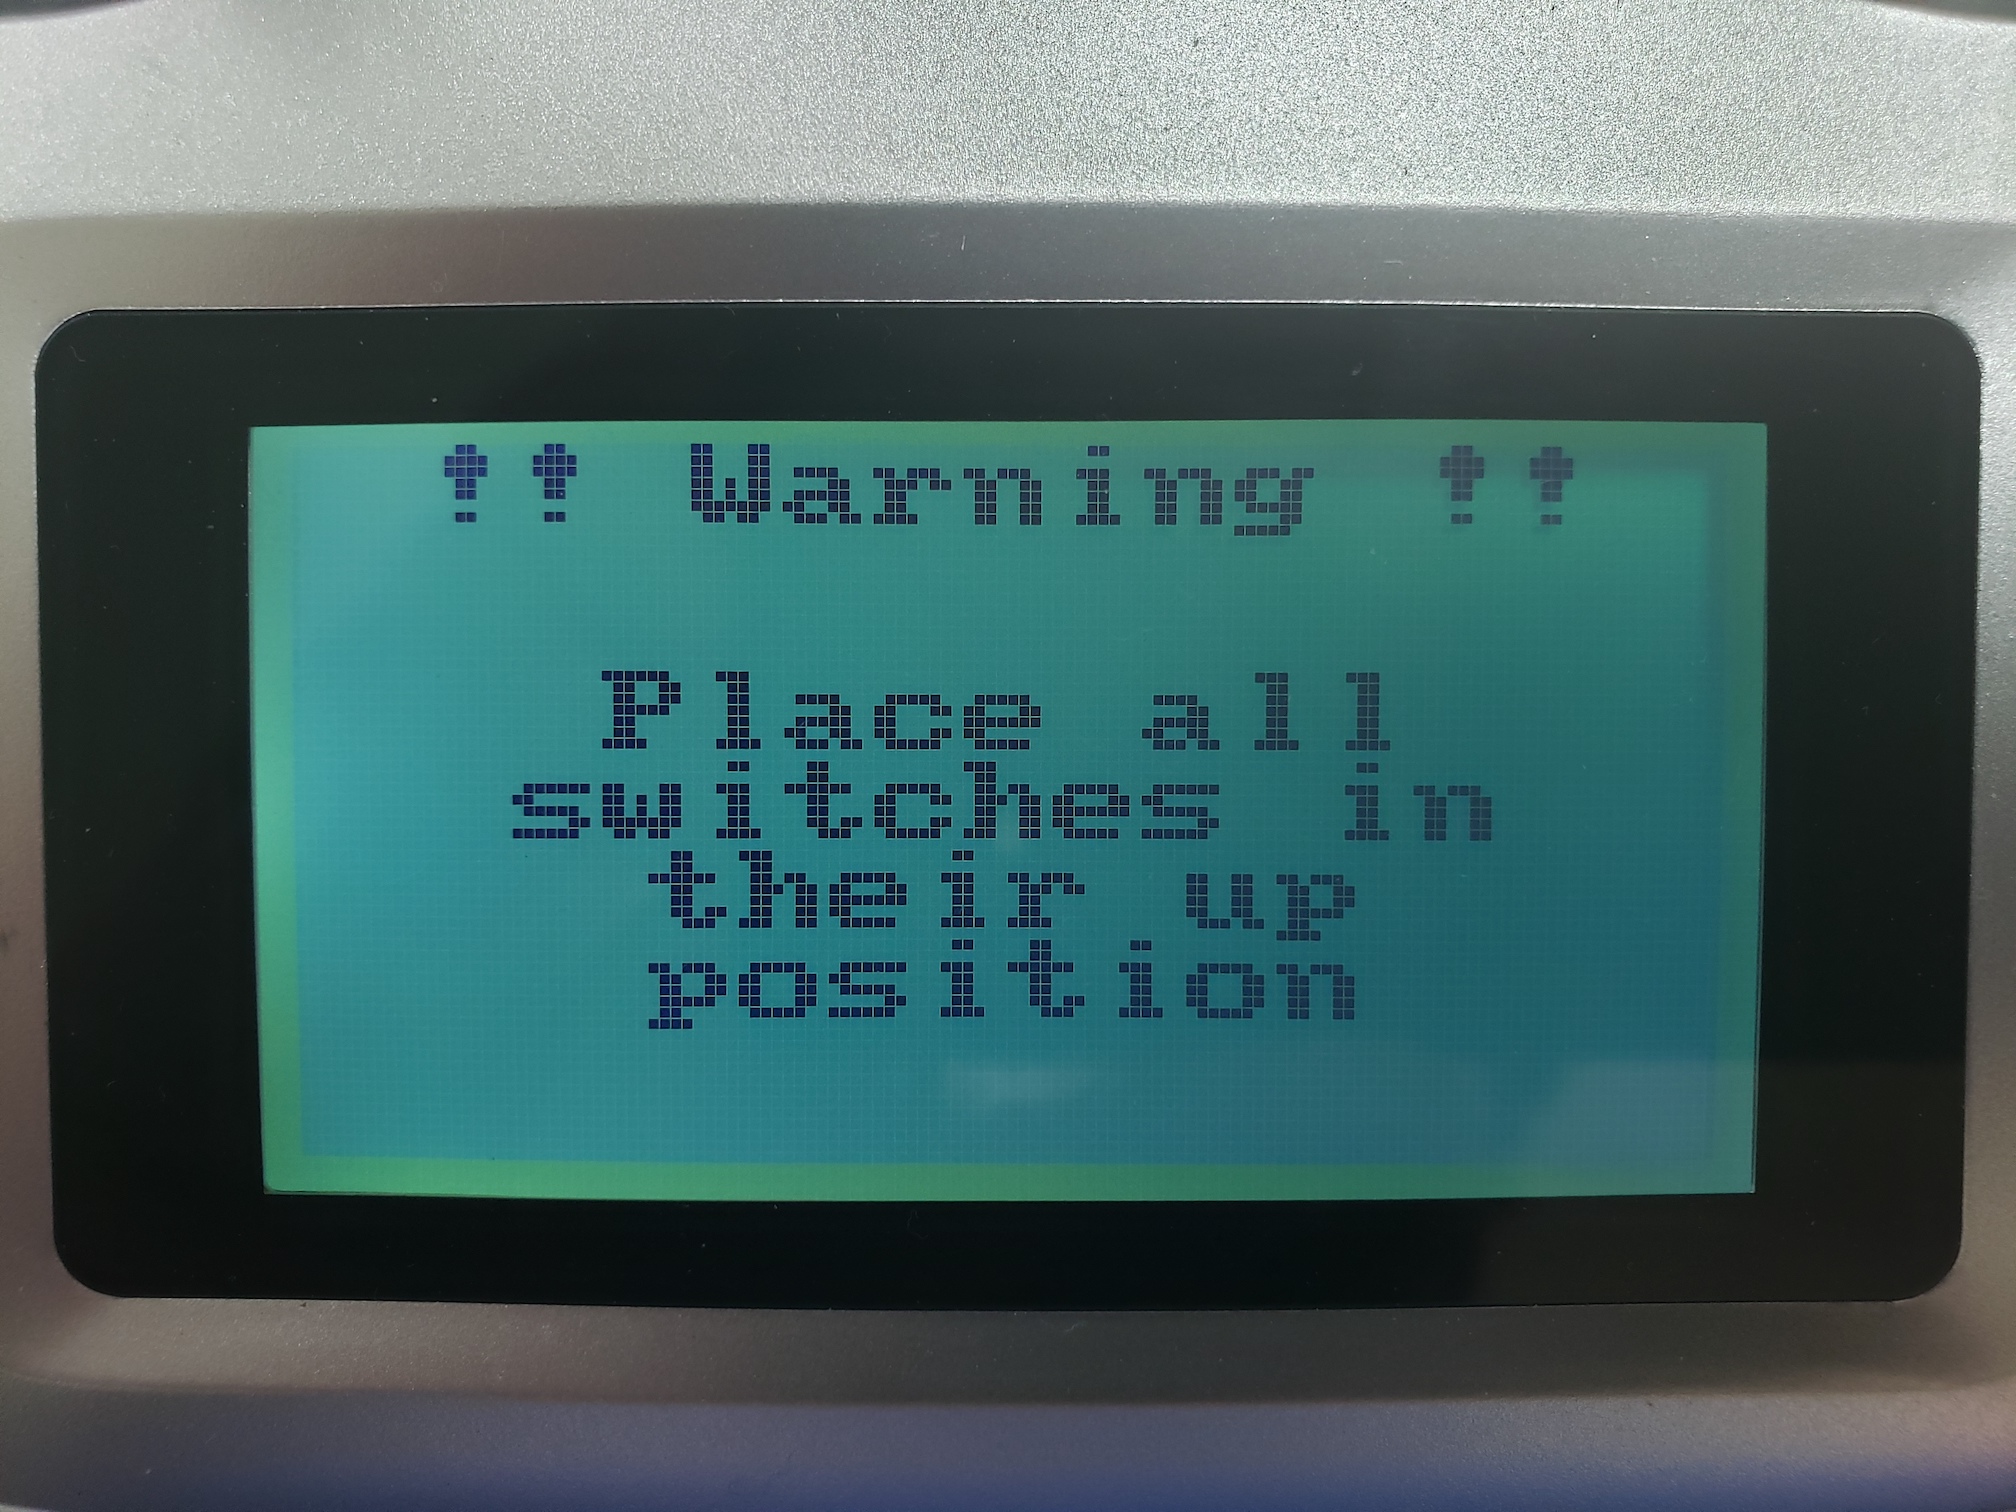 !! Warning !!
Place all
switches in
their up
position